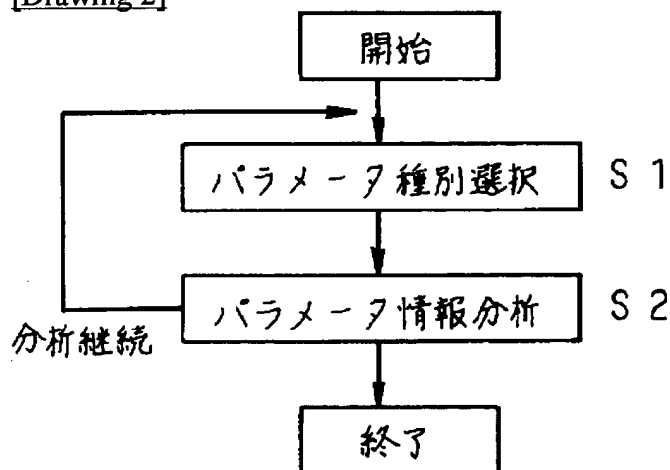 [Drawing 2]
開始
パラメータ種別選択 S 1
パラメータ情報分析 S 2
分析継続
終了